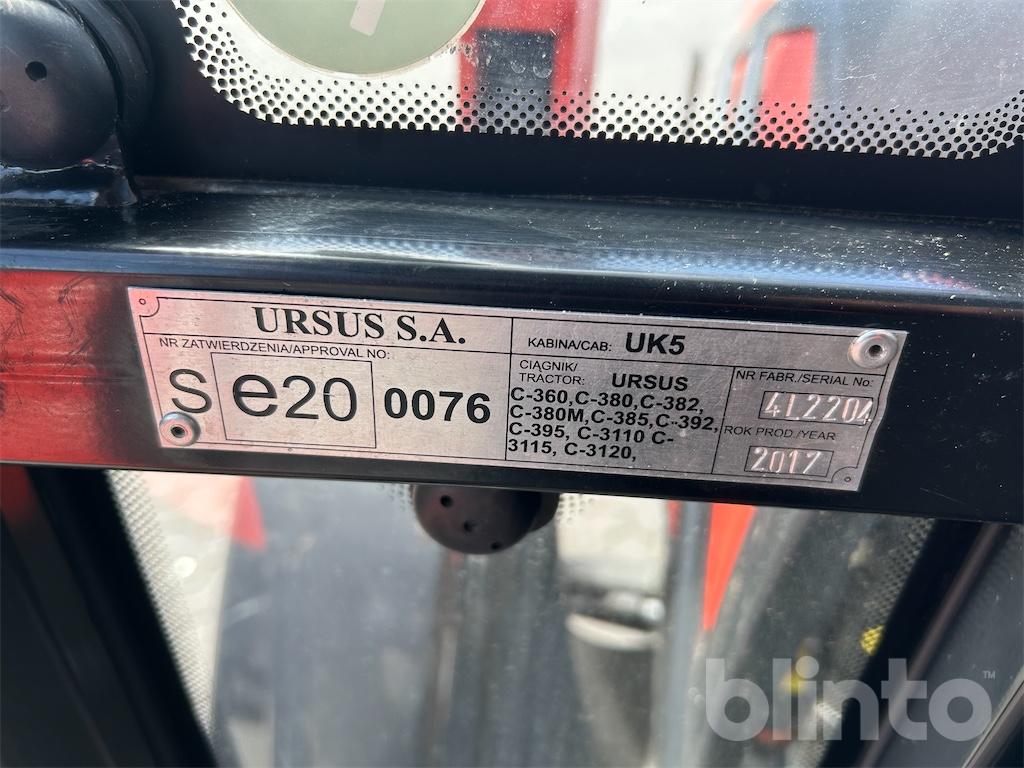 URSUS S.A.
NR ZATWIERDZENIA/APPROVAL NO:
S e20 0076
KABINA/CAB: UK5
CIĄGNIK/
TRACTOR: URSUS
C-360,C-380,C-382,
C-380M,C-385,C-392,
C-395, C-3110 C-
3115, C-3120,
NR FABR./SERIAL No:
4L2204
ROK PROD./YEAR
2017
blinto™